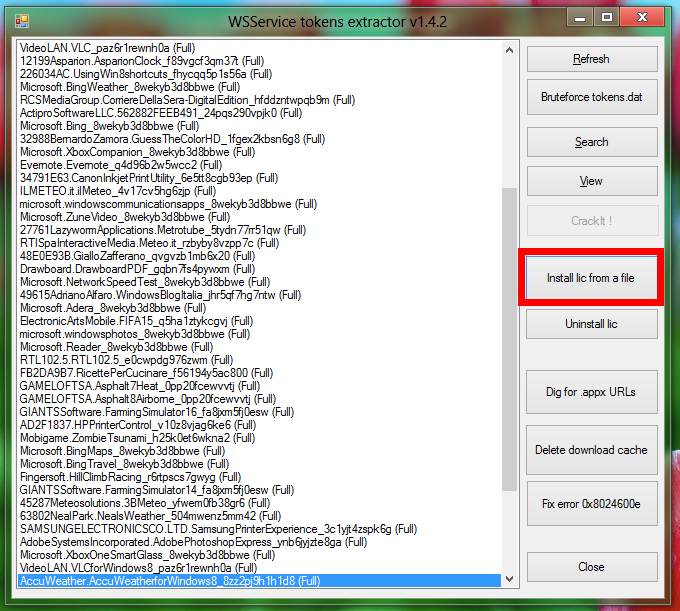 WSService tokens extractor v1.4.2
VideoLAN.VLC_paz6r1rewnh0a (Full)
12199Asparion.AsparionClock_f89vgcf3qm37t (Full)
226034AC.UsingWin8shortcuts_fhycqq5p1s56a (Full)
Microsoft.BingWeather_8wekyb3d8bbwe (Full)
RCSMediaGroup.CorriereDellaSera-DigitalEdition_hfddzntwpqb9m (Full)
ActiproSoftwareLLC.562882FEEB491_24pqs290vpjk0 (Full)
Microsoft.Bing_8wekyb3d8bbwe (Full)
32988BernardoZamora.GuessTheColorHD_1fgex2kbsn6g8 (Full)
Microsoft.XboxCompanion_8wekyb3d8bbwe (Full)
Evernote.Evernote_q4d96b2w5wcc2 (Full)
34791E63.CanonInkjetPrintUtility_6e5tt8cgb93ep (Full)
ILMETEO.it.ilMeteo_4v17cv5hg6zjp (Full)
microsoft.windowscommunicationsapps_8wekyb3d8bbwe (Full)
Microsoft.ZuneVideo_8wekyb3d8bbwe (Full)
27761LazywormApplications.Metrotube_5tydn77rr51qw (Full)
RTISpaInteractiveMedia.Meteo.it_rzbyby8vzpp7c (Full)
48E0E93B.GialloZafferano_qvgvzb1mb6x20 (Full)
Drawboard.DrawboardPDF_gqbn7fs4pywxm (Full)
Microsoft.NetworkSpeedTest_8wekyb3d8bbwe (Full)
49615AdrianoAlfaro.WindowsBlogItalia_jhr5qf7hg7ntw (Full)
Microsoft.Adera_8wekyb3d8bbwe (Full)
ElectronicArtsMobile.FIFA15_q5ha1ztykcgvj (Full)
microsoft.windowsphotos_8wekyb3d8bbwe (Full)
Microsoft.Reader_8wekyb3d8bbwe (Full)
RTL102.5.RTL102.5_e0cwpdg976zwm (Full)
FB2DA9B7.RicettePerCucinare_f56194y5ac800 (Full)
GAMELOFTSA.Asphalt7Heat_0pp20fcewvvtj (Full)
GAMELOFTSA.Asphalt8Airborne_0pp20fcewvvtj (Full)
GIANTSSoftware.FarmingSimulator16_fa8jxm5fj0esw (Full)
AD2F1837.HPPrinterControl_v10z8vjag6ke6 (Full)
Mobigame.ZombieTsunami_h25k0et6wkna2 (Full)
Microsoft.BingMaps_8wekyb3d8bbwe (Full)
Microsoft.BingTravel_8wekyb3d8bbwe (Full)
Fingersoft.HillClimbRacing_r6rtpscs7gwyg (Full)
GIANTSSoftware.FarmingSimulator14_fa8jxm5fj0esw (Full)
45287Meteosolutions.3BMeteo_yfwem0fb38gr6 (Full)
63802NealPark.NealsWeather_504mwenz5mm42 (Full)
SAMSUNGELECTRONICSCO.LTD.SamsungPrinterExperience_3c1yjt4zspk6g (Full)
AdobeSystemsIncorporated.AdobePhotoshopExpress_ynb6jyjzte8ga (Full)
Microsoft.XboxOneSmartGlass_8wekyb3d8bbwe (Full)
VideoLAN.VLCforWindows8_paz6r1rewnh0a (Full)
AccuWeather.AccuWeatherforWindows8_8zz2pj9h1h1d8 (Full)
Refresh
Bruteforce tokens.dat
Search
View
CrackIt !
Install lic from a file
Uninstall lic
Dig for .appx URLs
Delete download cache
Fix error 0x8024600e
Close